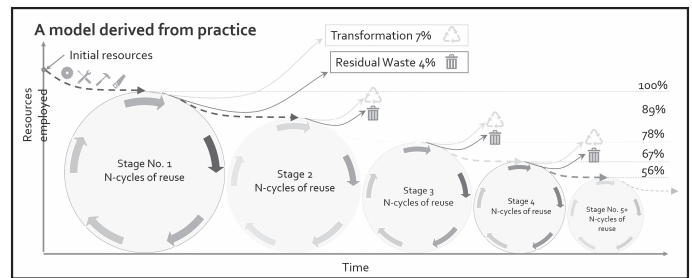 A model derived from practice
Initial resources
Transformation 7%
Residual Waste 4%
Resources
employed
100%
89%
78%
67%
56%
Stage No. 1
N-cycles of reuse
Stage 2
N-cycles of reuse
Stage 3
N-cycles of reuse
Stage 4
N-cycles of reuse
Stage No. 5+
N-cycles of
reuse
Time